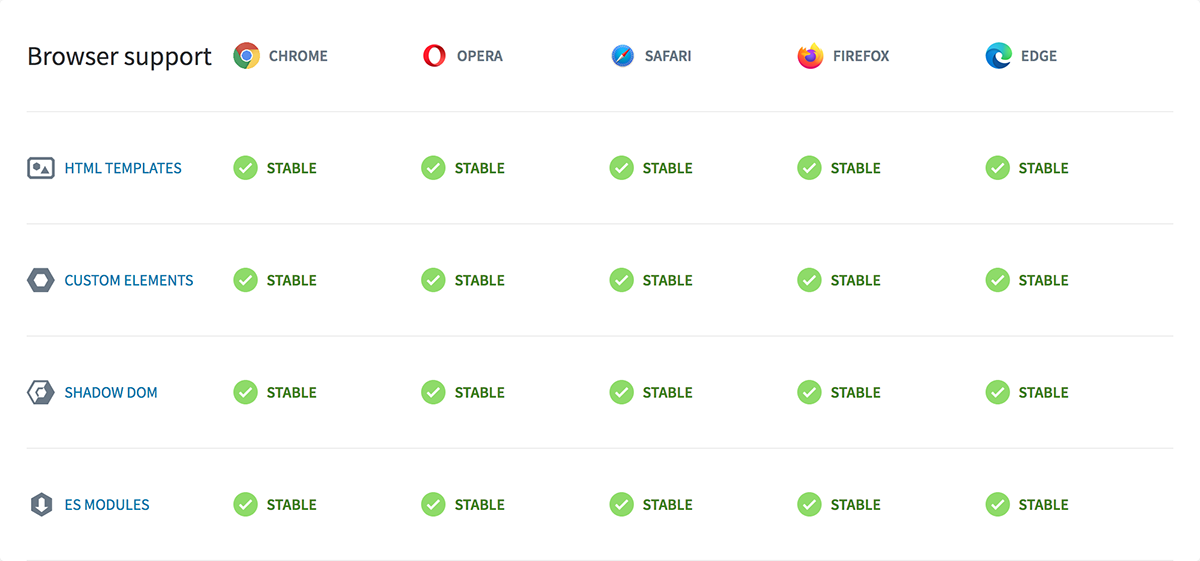 Browser support CHROME OPERA SAFARI FIREFOX EDGE
HTML TEMPLATES STABLE STABLE STABLE STABLE STABLE
CUSTOM ELEMENTS STABLE STABLE STABLE STABLE STABLE
SHADOW DOM STABLE STABLE STABLE STABLE STABLE
ES MODULES STABLE STABLE STABLE STABLE STABLE